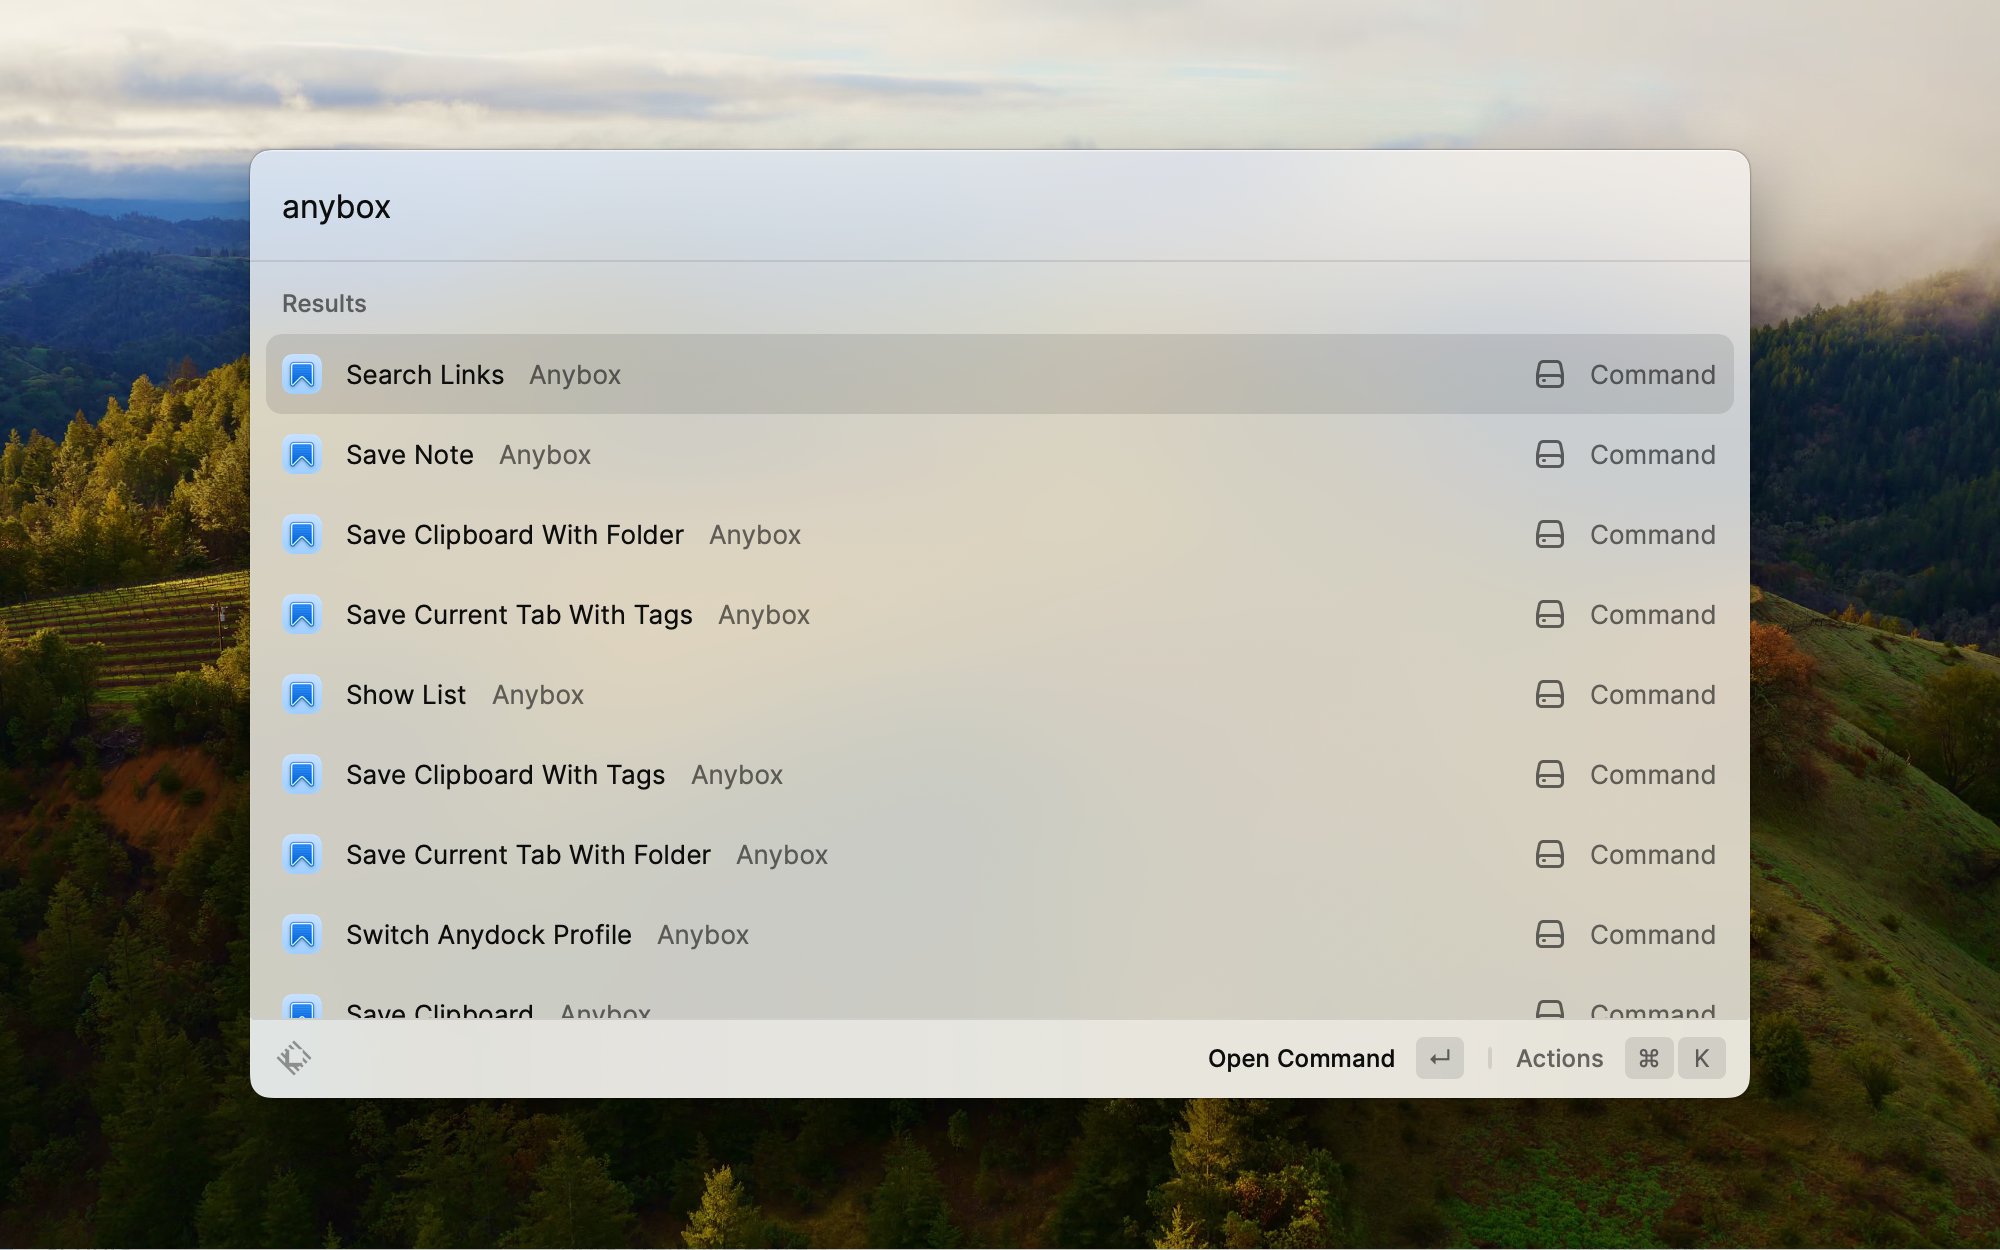 anybox
Results
Search Links Anybox Command
Save Note Anybox Command
Save Clipboard With Folder Anybox Command
Save Current Tab With Tags Anybox Command
Show List Anybox Command
Save Clipboard With Tags Anybox Command
Save Current Tab With Folder Anybox Command
Switch Anydock Profile Anybox Command
Save Clipboard Anybox Command
Open Command ↵ Actions ⌘ K